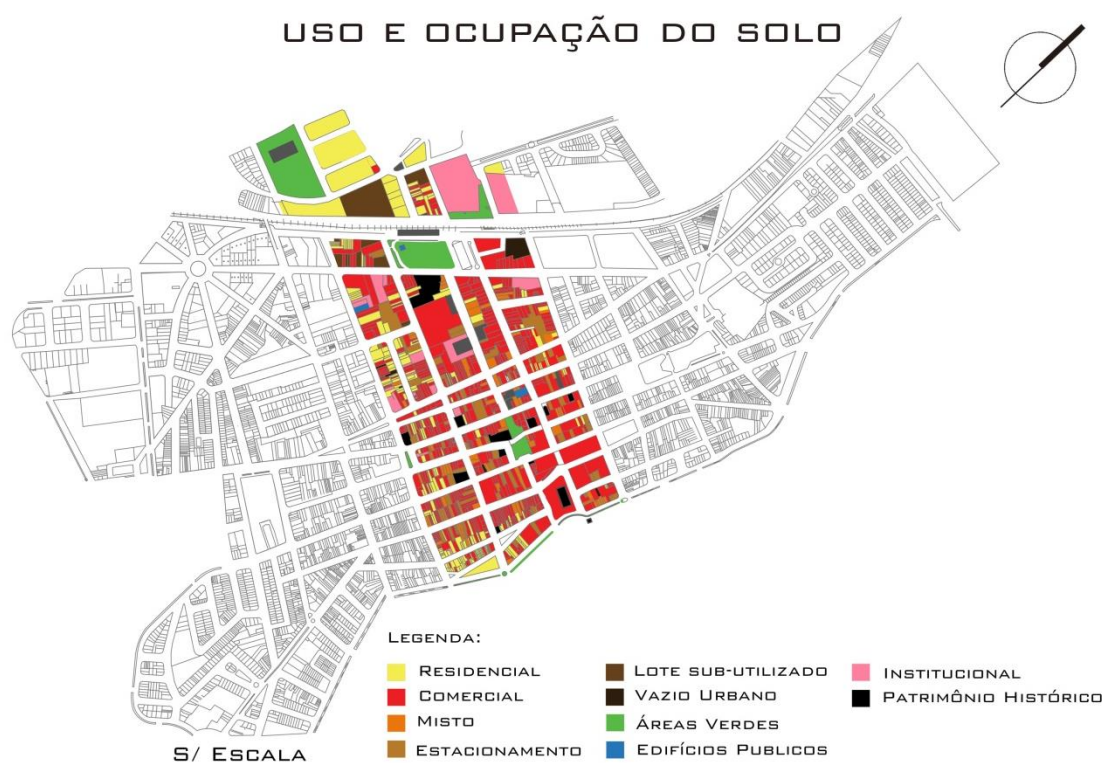 USO E OCUPAÇÃO DO SOLO
LEGENDA:
RESIDENCIAL
COMERCIAL
MISTO
ESTACIONAMENTO
LOTE SUB-UTILIZADO
VAZIO URBANO
ÁREAS VERDES
EDIFÍCIOS PUBLICOS
INSTITUCIONAL
PATRIMÔNIO HISTÓRICO
S/ ESCALA